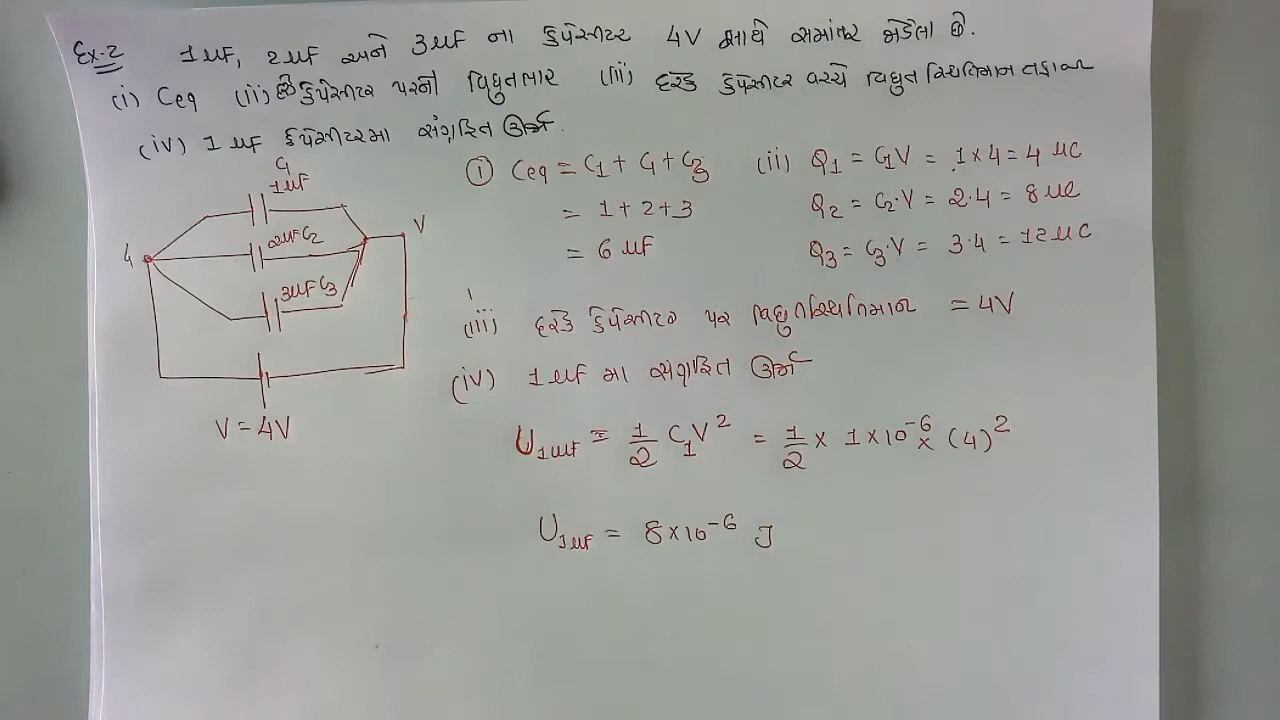 Ex-2 1μF, 2μF અને 3μF ના કેપેસીટર 4V સાથે સમાંતર જોડેલા છે.
(i) Ceq (ii) કેપેસીટર પરનો વિદ્યુતભાર (iii) દરેક કેપેસીટર વચ્ચે વિદ્યુત સ્થિતિમાન તફાવત
(iv) 1μF કેપેસીટરમા સંગ્રહિત ઊર્જા.
C1
1μF
2μF C2
3μF C3
4
V
V = 4V
① Ceq = C1 + C1 + C3
= 1 + 2 + 3
= 6 μF
(ii) Q1 = C1V = 1 × 4 = 4 μC
Q2 = C2·V = 2·4 = 8 μC
Q3 = C3·V = 3·4 = 12 μC
(iii) દરેક કેપેસીટર પર વિદ્યુતસ્થિતિમાન = 4V
(iv) 1μF મા સંગ્રહિત ઊર્જા
U1μF = 1/2 C1V² = 1/2 × 1×10⁻⁶ × (4)²
U1μF = 8×10⁻⁶ J